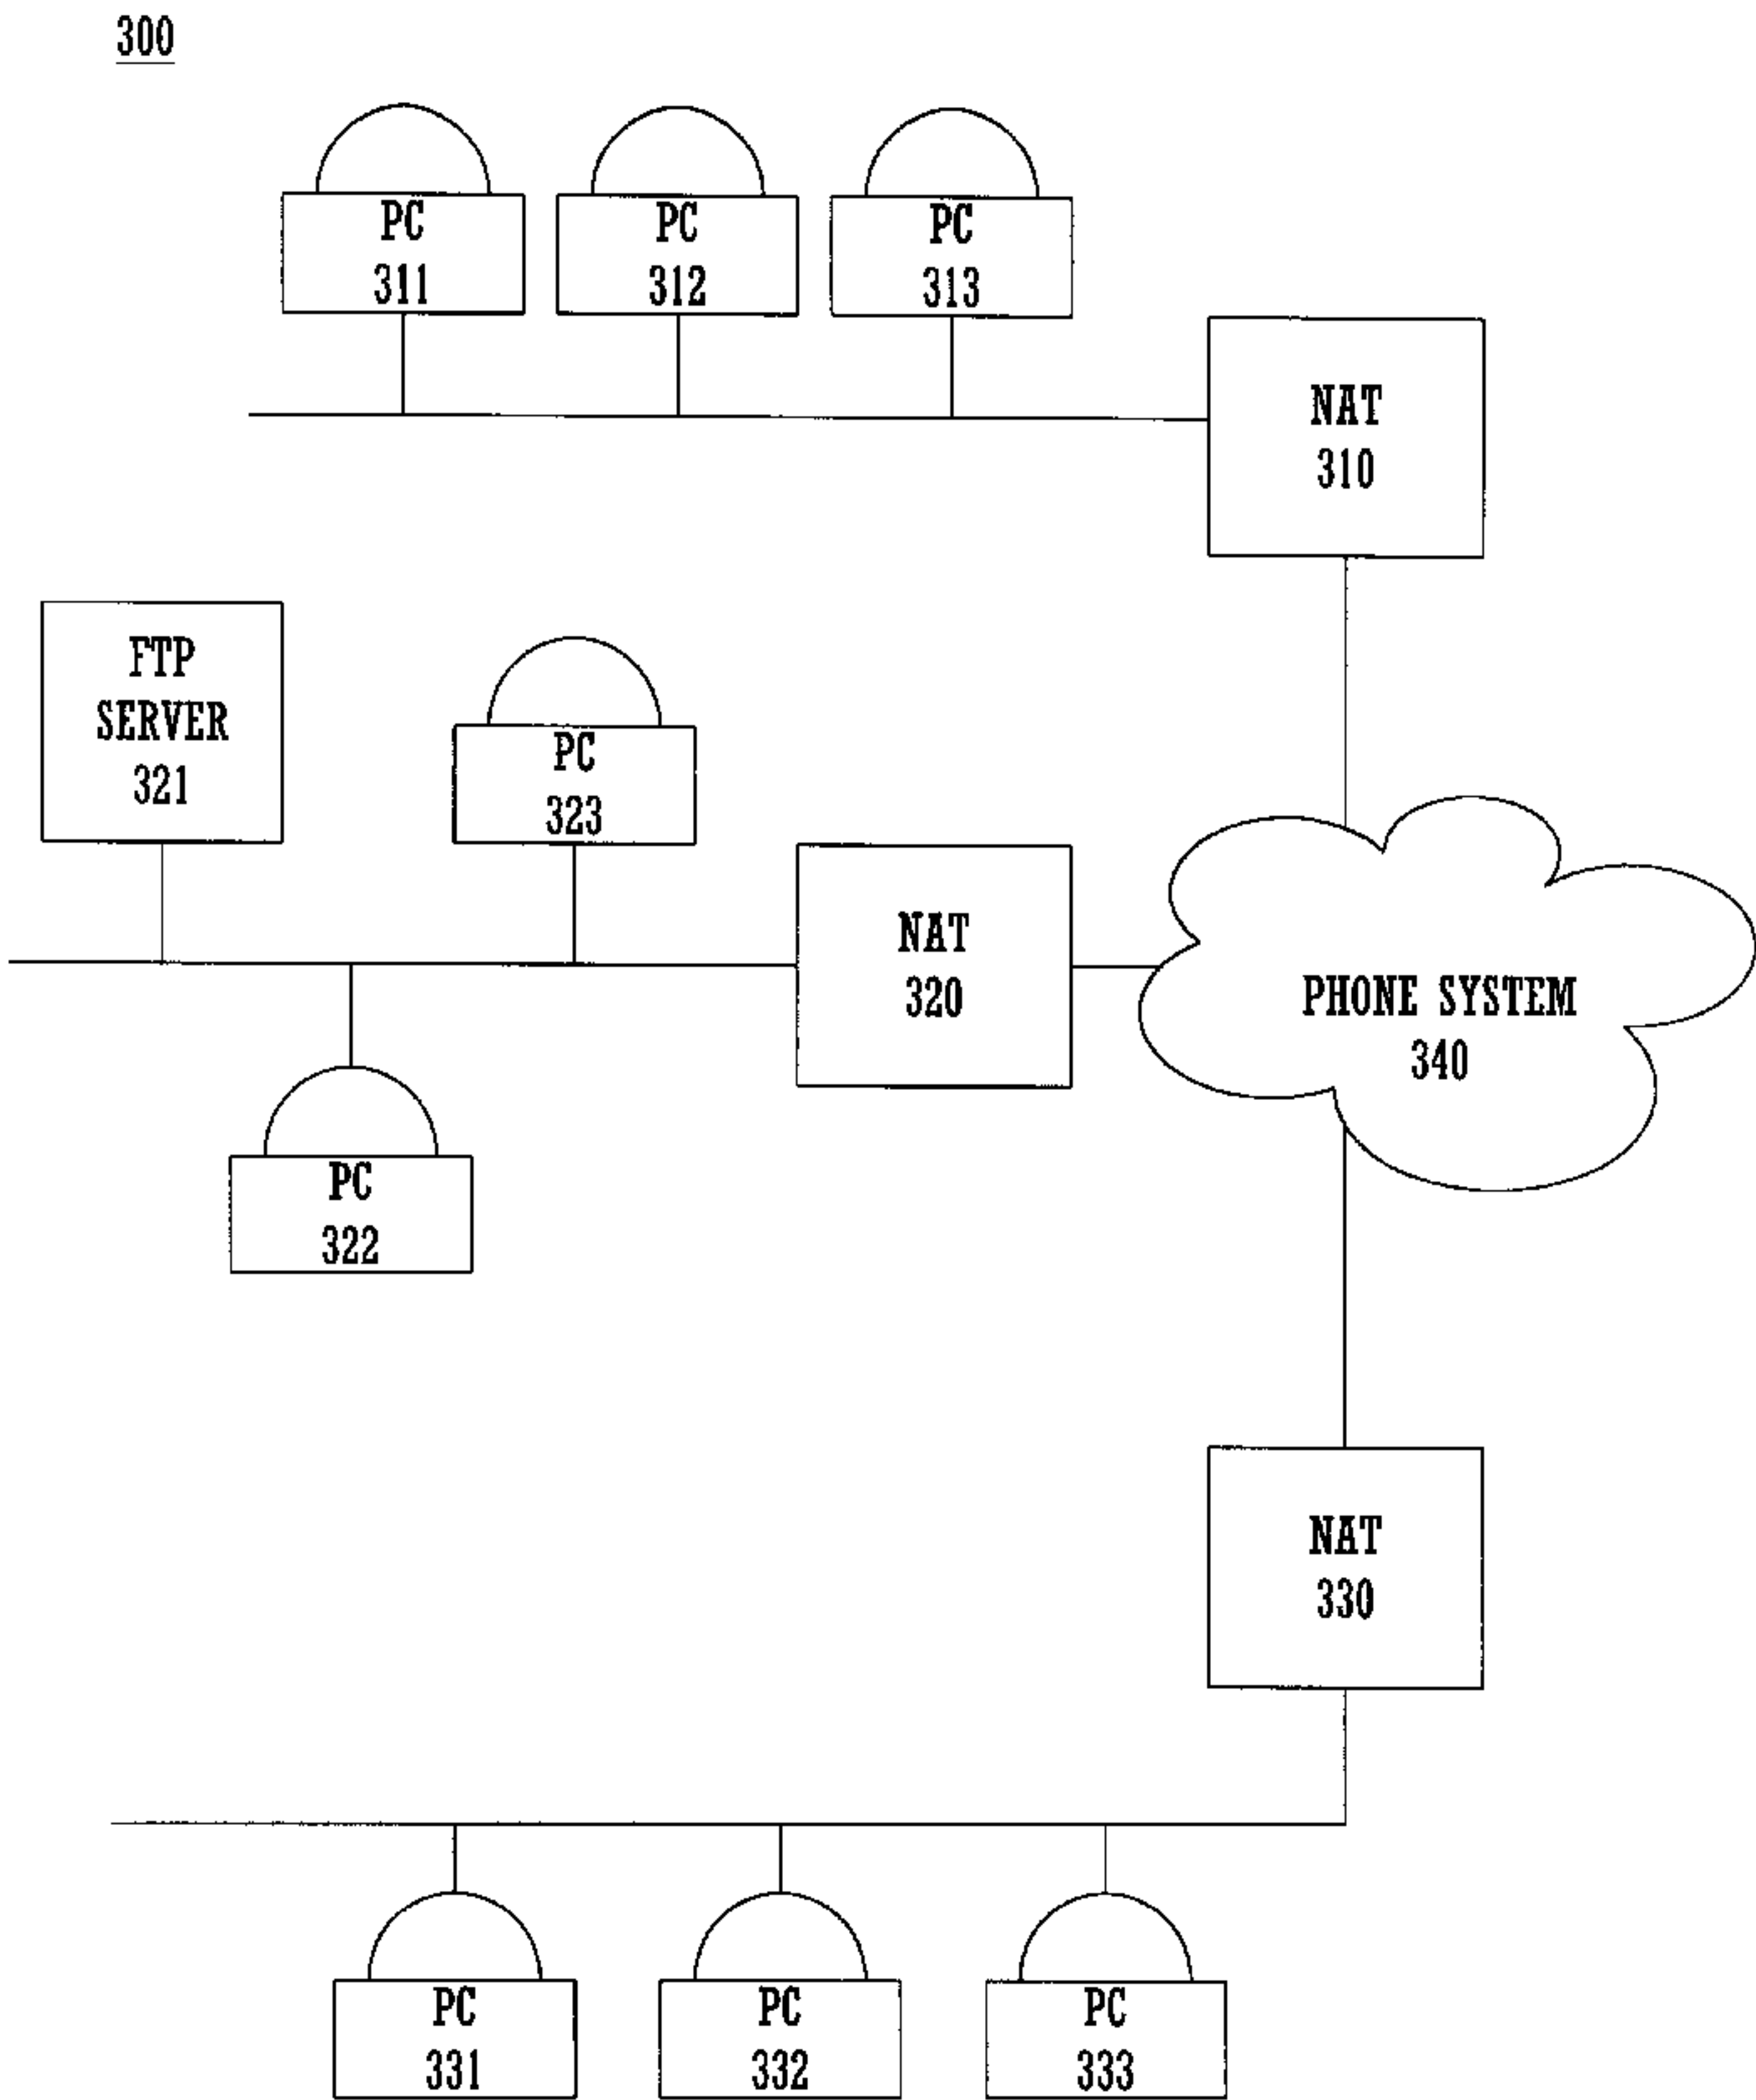 300
PC
311
PC
312
PC
313
NAT
310
FTP
SERVER
321
PC
323
NAT
320
PHONE SYSTEM
340
PC
322
NAT
330
PC
331
PC
332
PC
333